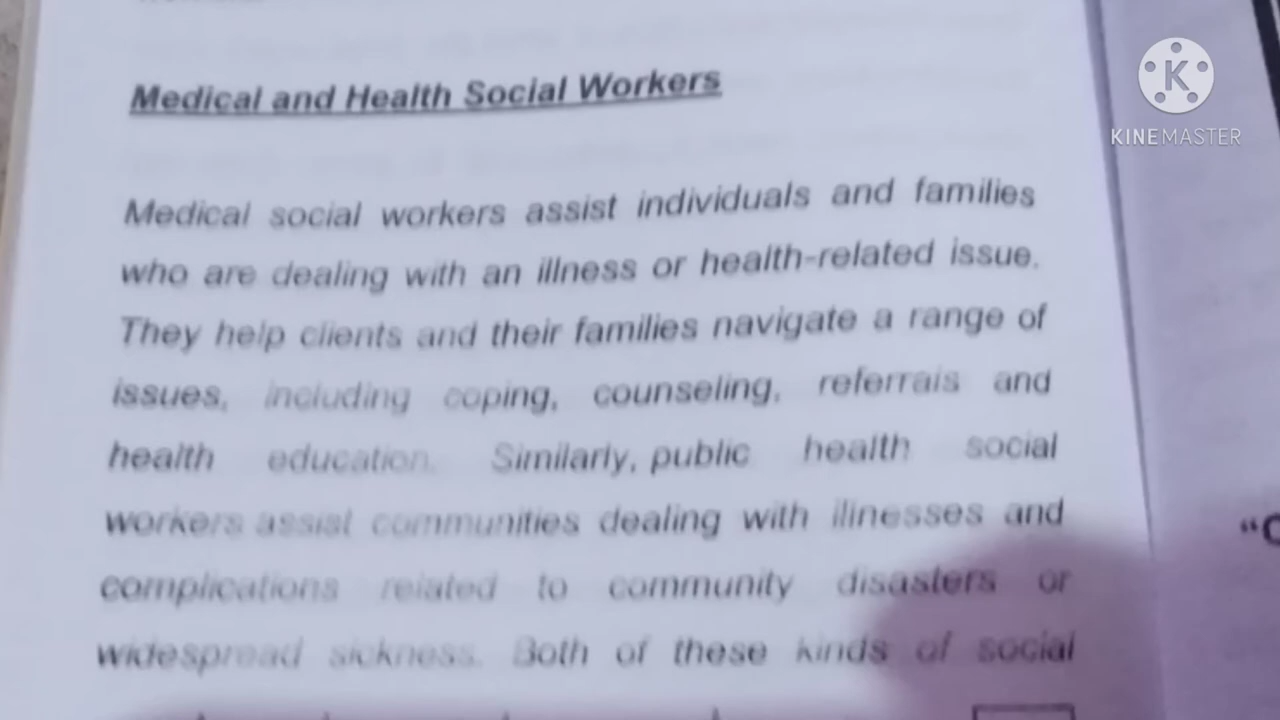 Medical and Health Social Workers
Medical social workers assist individuals and families
who are dealing with an illness or health-related issue.
They help clients and their families navigate a range of
issues, including coping, counseling, referrals and
health education. Similarly, public health social
workers assist communities dealing with illnesses and
complications related to community disasters or
widespread sickness. Both of these kinds of social
K
KINEMASTER
"C